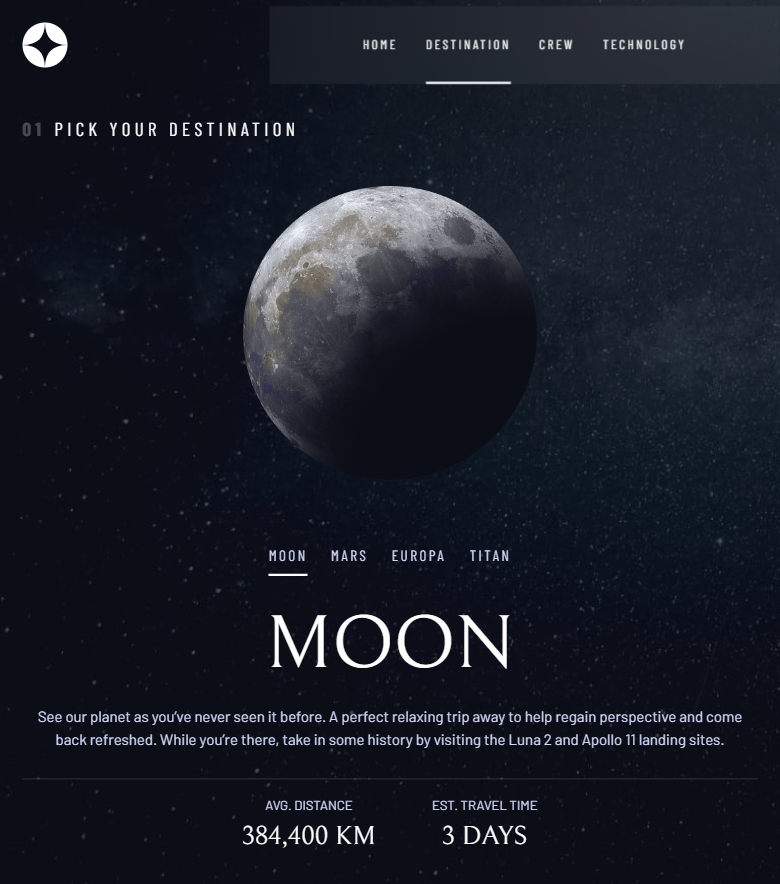 HOME DESTINATION CREW TECHNOLOGY
01 PICK YOUR DESTINATION
MOON MARS EUROPA TITAN
MOON
See our planet as you’ve never seen it before. A perfect relaxing trip away to help regain perspective and come
back refreshed. While you’re there, take in some history by visiting the Luna 2 and Apollo 11 landing sites.
AVG. DISTANCE EST. TRAVEL TIME
384,400 KM 3 DAYS